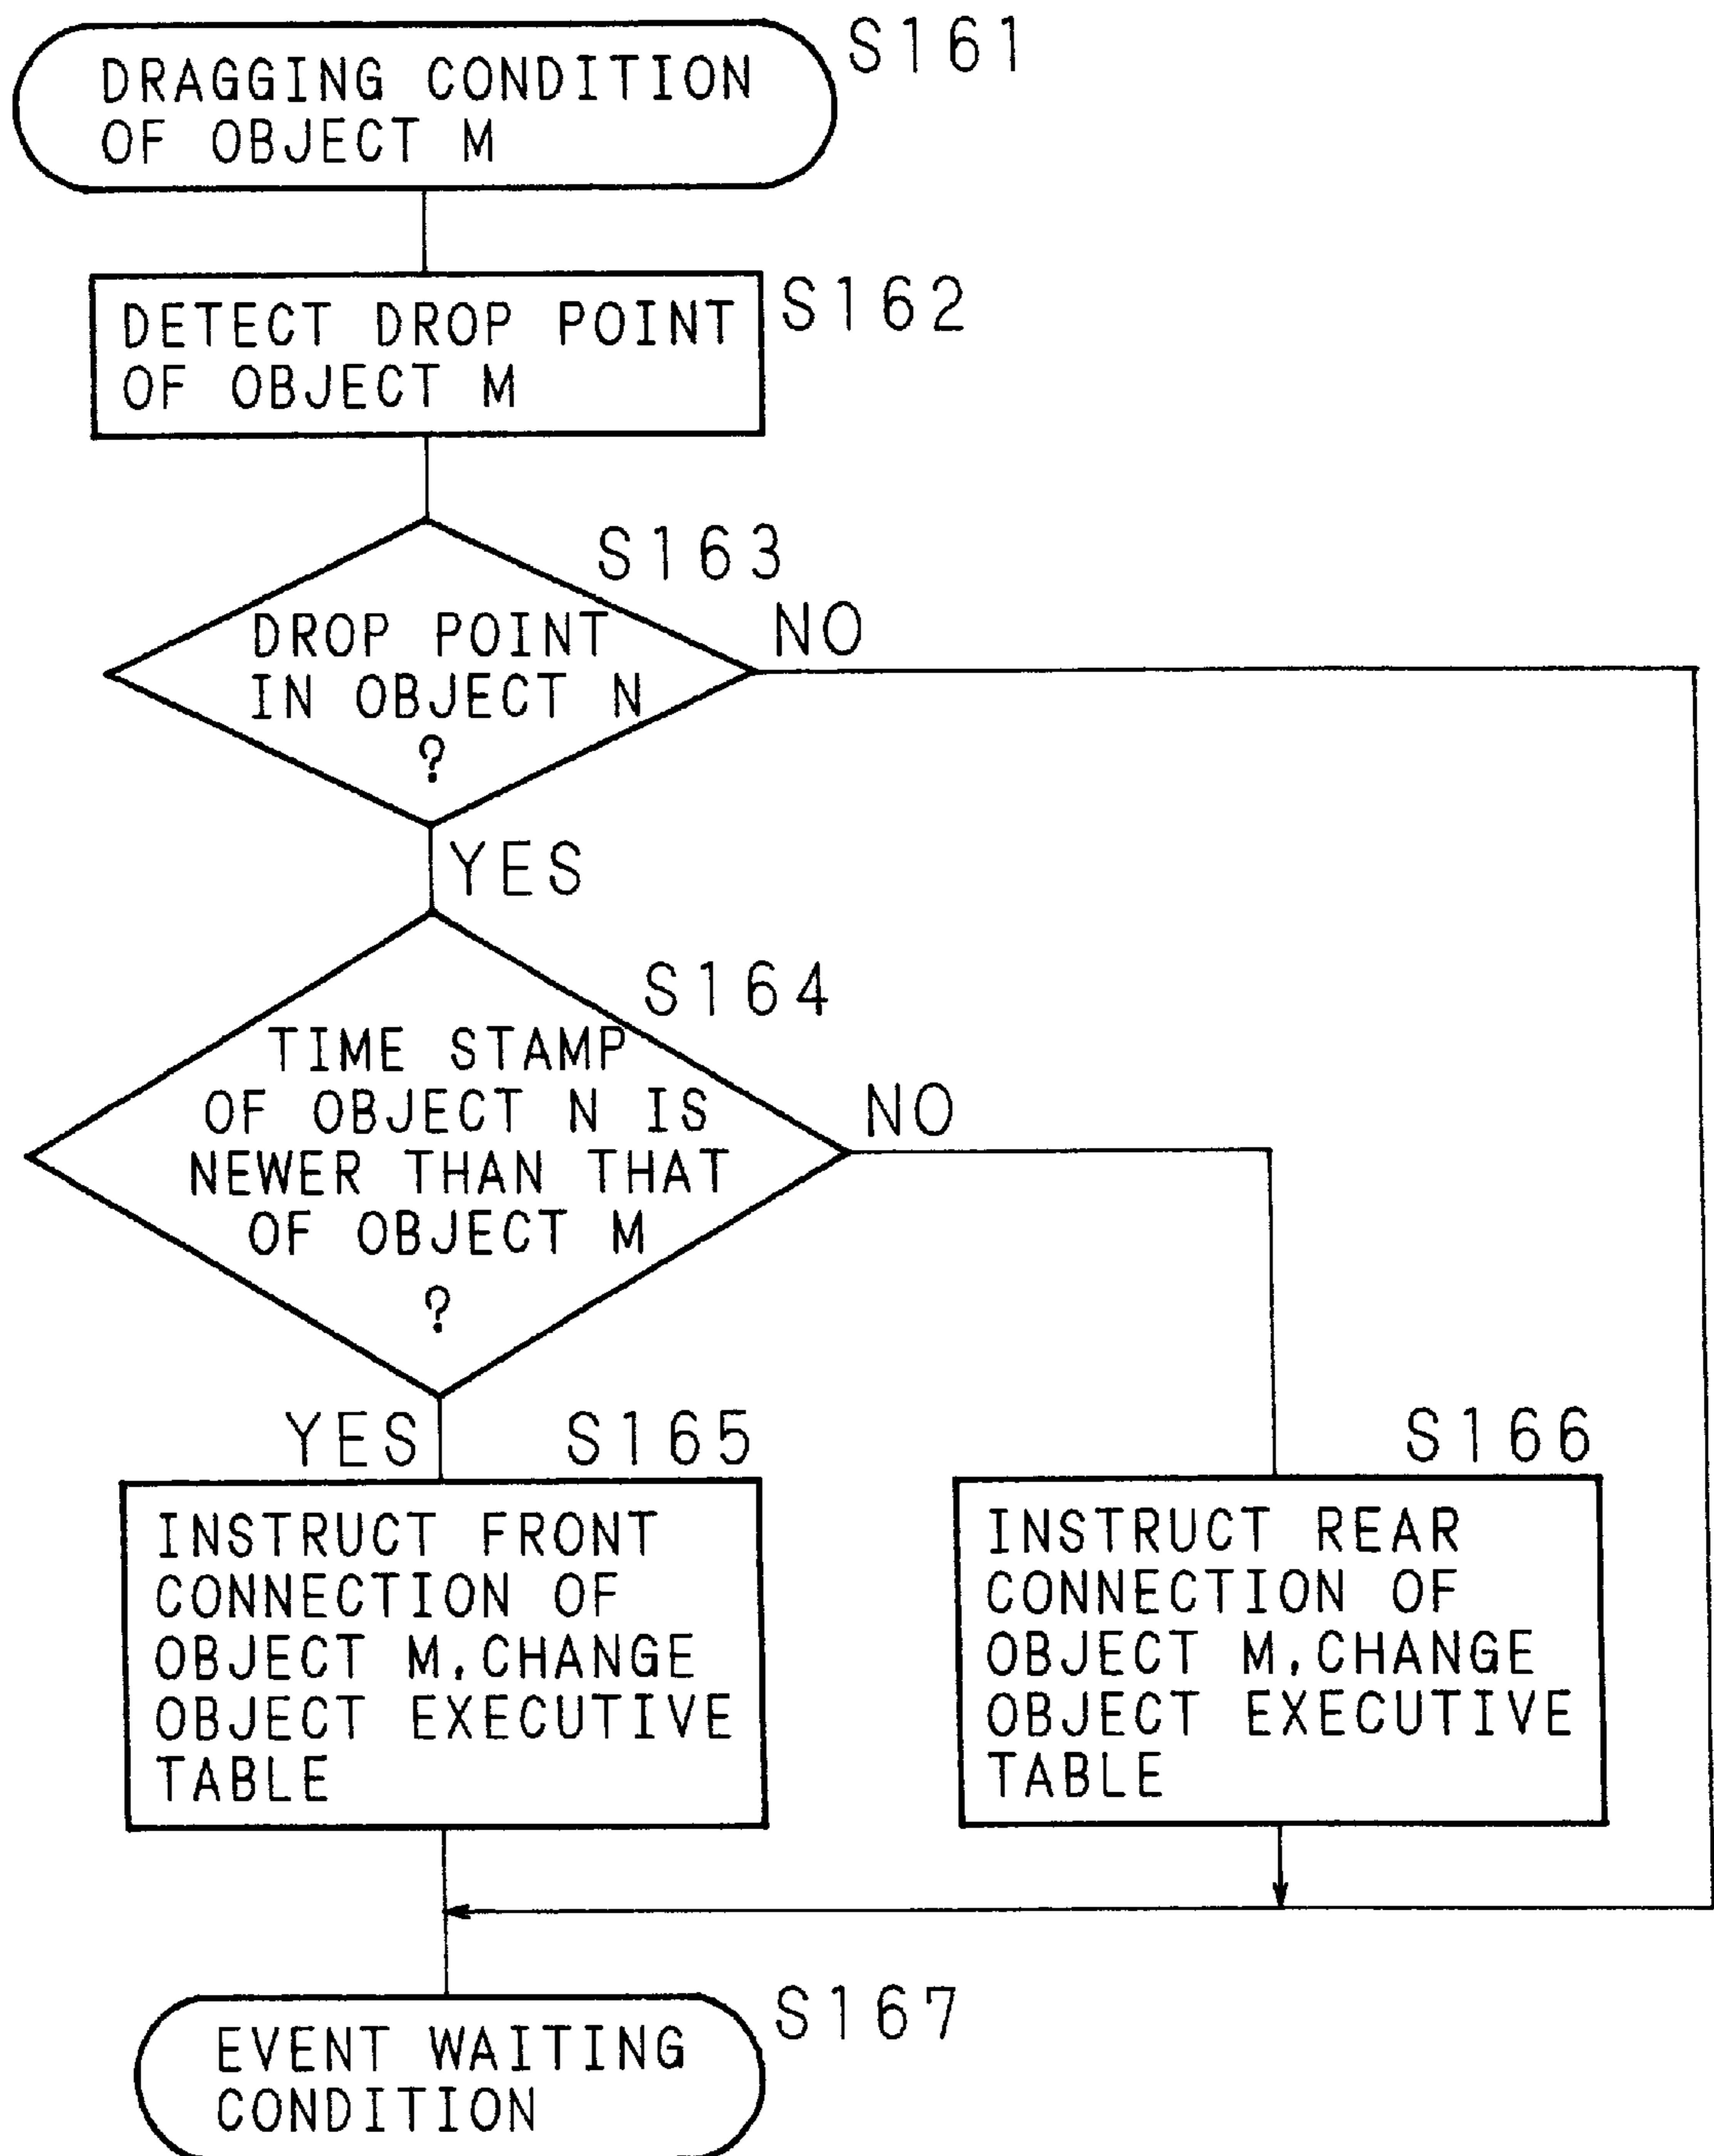 S161
DRAGGING CONDITION
OF OBJECT M
S162
DETECT DROP POINT
OF OBJECT M
S163
DROP POINT
IN OBJECT N
?
NO
YES
S164
TIME STAMP
OF OBJECT N IS
NEWER THAN THAT
OF OBJECT M
?
NO
YES
S165
INSTRUCT FRONT
CONNECTION OF
OBJECT M,CHANGE
OBJECT EXECUTIVE
TABLE
S166
INSTRUCT REAR
CONNECTION OF
OBJECT M,CHANGE
OBJECT EXECUTIVE
TABLE
S167
EVENT WAITING
CONDITION